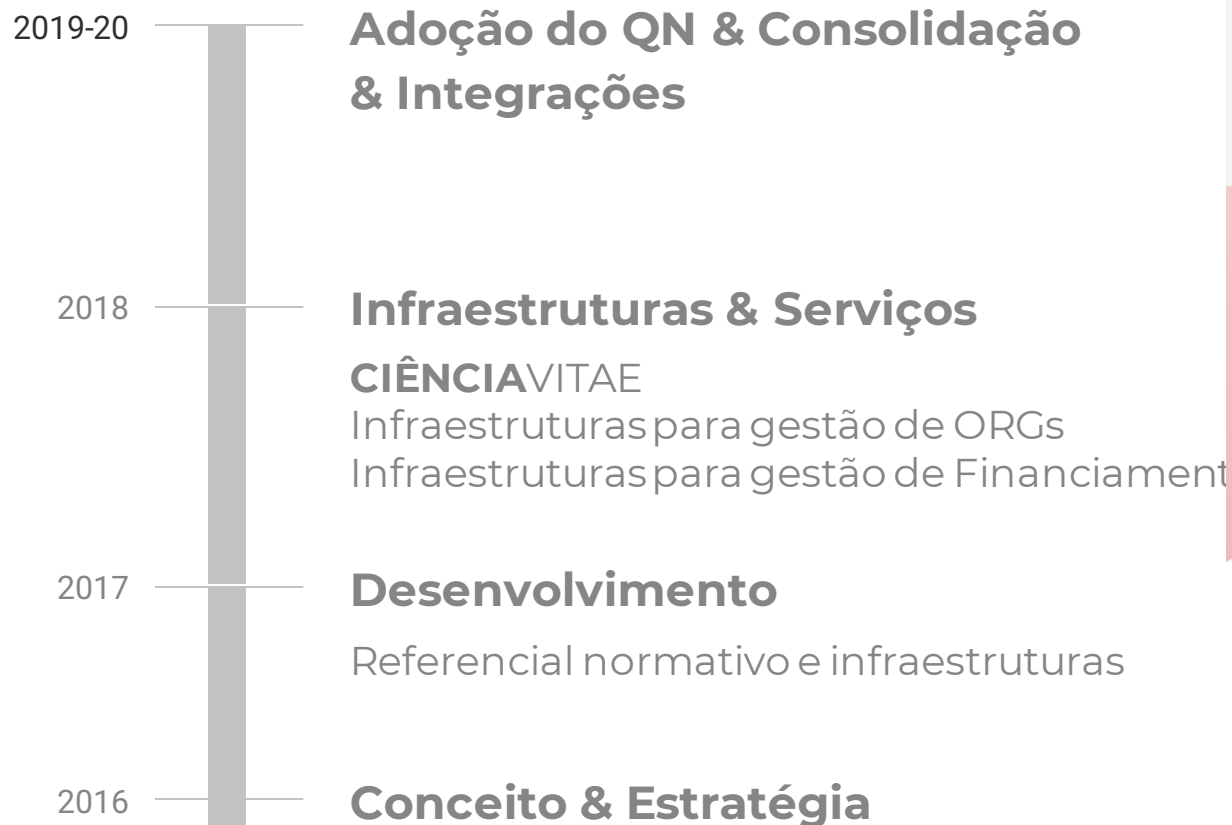 2019-20
Adoção do QN & Consolidação
& Integrações
2018
Infraestruturas & Serviços
CIÊNCIAVITAE
Infraestruturas para gestão de ORGs
Infraestruturas para gestão de Financiament
2017
Desenvolvimento
Referencial normativo e infraestruturas
2016
Conceito & Estratégia